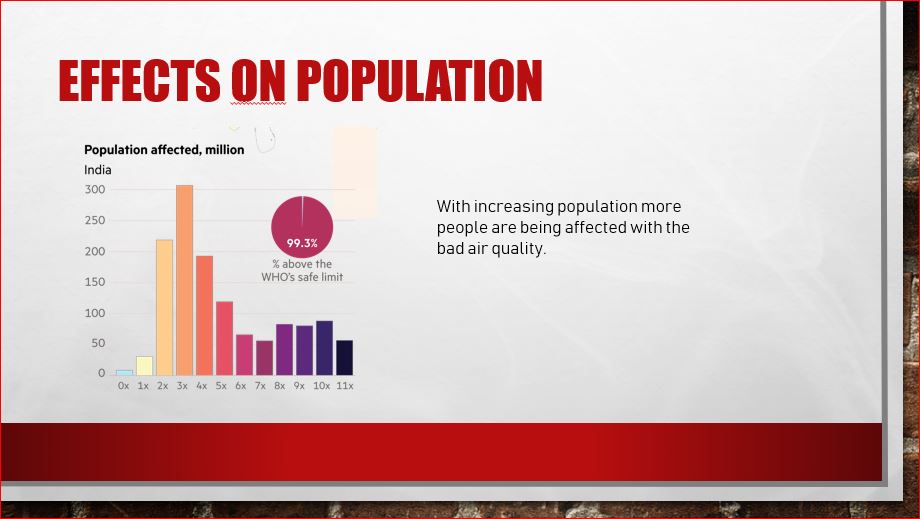 EFFECTS ON POPULATION
Population affected, million
India
300
250
200
150
100
50
0
99.3%
% above the
WHO's safe limit
0x 1x 2x 3x 4x 5x 6x 7x 8x 9x 10x 11x
With increasing population more
people are being affected with the
bad air quality.